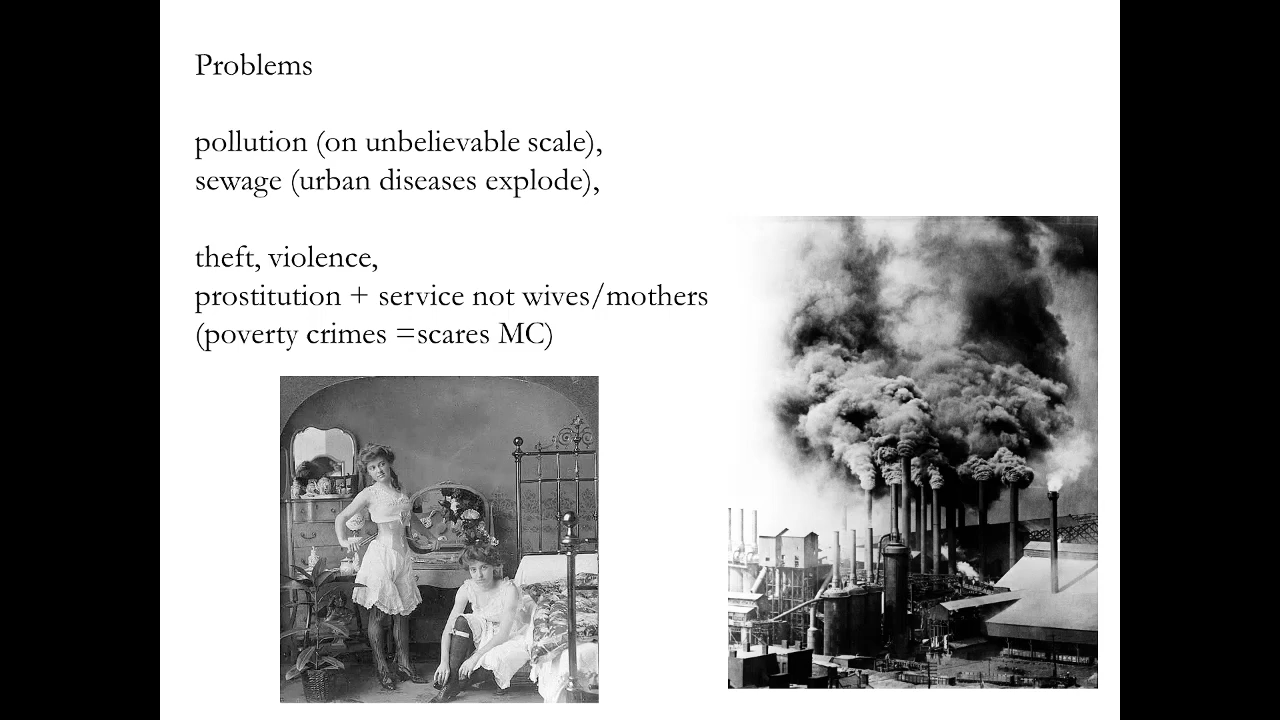 Problems
pollution (on unbelievable scale),
sewage (urban diseases explode),
theft, violence,
prostitution + service not wives/mothers
(poverty crimes =scares MC)